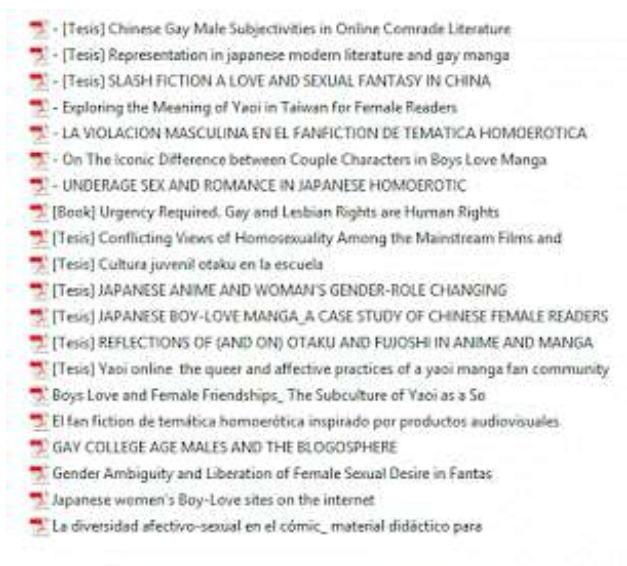 - [Tesis] Chinese Gay Male Subjectivities in Online Comrade Literature
- [Tesis] Representation in japanese modern literature and gay manga
- [Tesis] SLASH FICTION A LOVE AND SEXUAL FANTASY IN CHINA
- Exploring the Meaning of Yaoi in Taiwan for Female Readers
- LA VIOLACION MASCULINA EN EL FANFICTION DE TEMATICA HOMOEROTICA
- On The Iconic Difference between Couple Characters in Boys Love Manga
- UNDERAGE SEX AND ROMANCE IN JAPANESE HOMOEROTIC
[Book] Urgency Required. Gay and Lesbian Rights are Human Rights
[Tesis] Conflicting Views of Homosexuality Among the Mainstream Films and
[Tesis] Cultura juvenil otaku en la escuela
[Tesis] JAPANESE ANIME AND WOMAN'S GENDER-ROLE CHANGING
[Tesis] JAPANESE BOY-LOVE MANGA_A CASE STUDY OF CHINESE FEMALE READERS
[Tesis] REFLECTIONS OF (AND ON) OTAKU AND FUJOSHI IN ANIME AND MANGA
[Tesis] Yaoi online the queer and affective practices of a yaoi manga fan community
Boys Love and Female Friendships_ The Subculture of Yaoi as a So
El fan fiction de temática homoerótica inspirado por productos audiovisuales
GAY COLLEGE AGE MALES AND THE BLOGOSPHERE
Gender Ambiguity and Liberation of Female Sexual Desire in Fantas
Japanese women's Boy-Love sites on the internet
La diversidad afectivo-sexual en el cómic_ material didáctico para